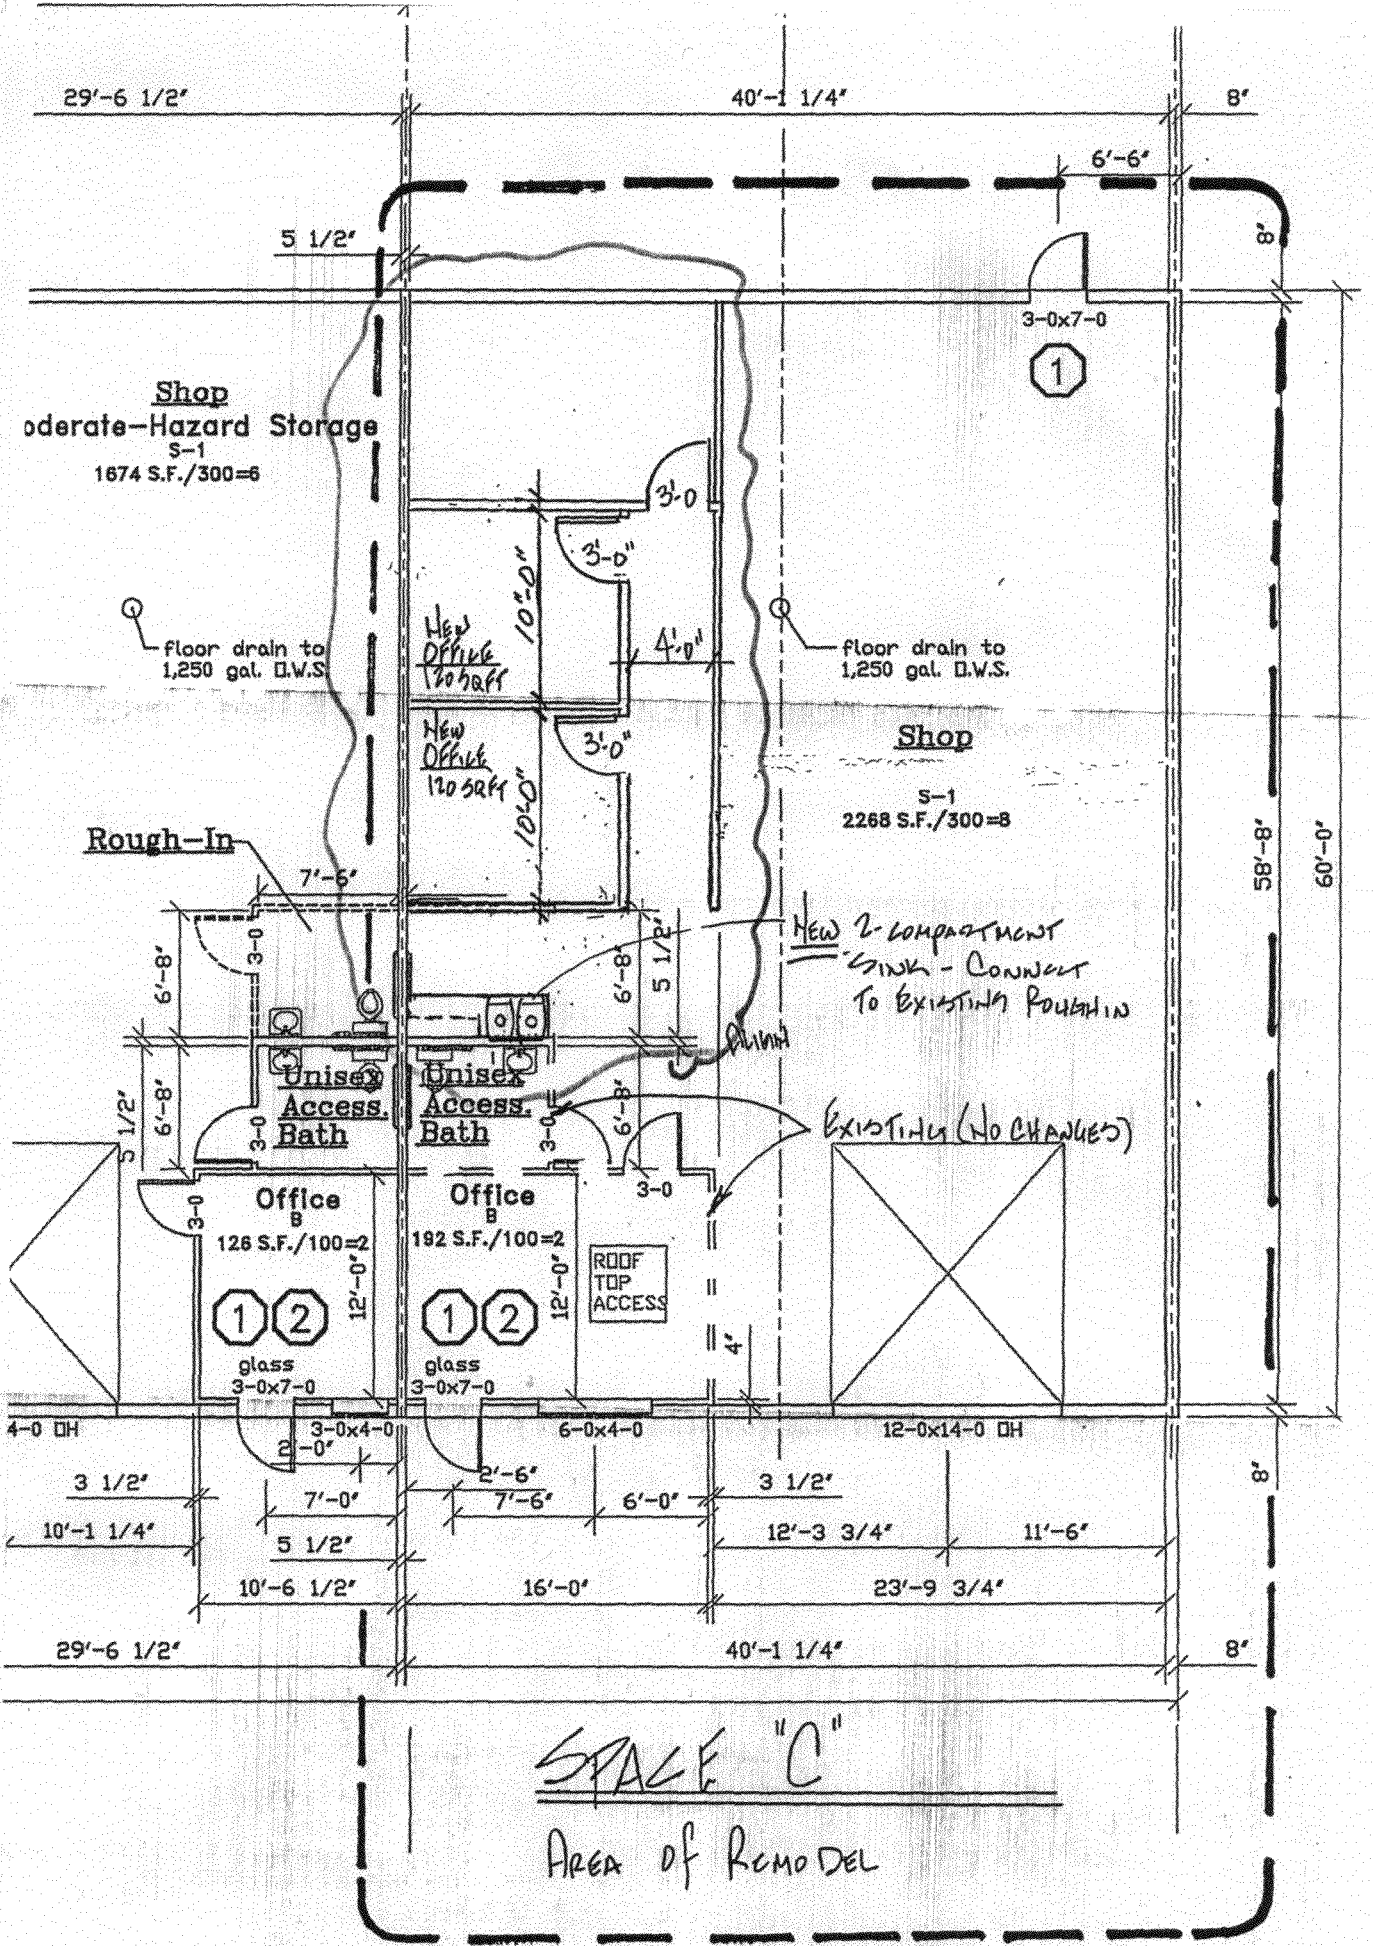 29'-6 1/2"
40'-1 1/4"
8"
6'-6"
5 1/2"
8"
3-0x7-0
1
Shop
oderate-Hazard Storage
S-1
1674 S.F./300=6
3'-0
3'-0"
10'-0"
NEW
OFFICE
120 SQFT
4'-0"
floor drain to
1,250 gal. O.W.S.
floor drain to
1,250 gal. O.W.S.
NEW
OFFICE
120 SQFT
3'-0"
10'-0"
Shop
S-1
2268 S.F./300=8
58'-8"
60'-0"
Rough-In
7'-6"
3-0
6'-8"
6'-8"
5 1/2"
NEW 2-COMPARTMENT
SINK - CONNECT
TO EXISTING ROUGHIN
ALIGN
Unisex
Access.
Bath
Unisex
Access.
Bath
5 1/2"
6'-8"
3-0
3-0
6'-8"
EXISTING (NO CHANGES)
3-0
3-0
Office
B
126 S.F./100=2
Office
B
192 S.F./100=2
12'-0"
12'-0"
ROOF
TOP
ACCESS
1 2
1 2
4"
glass
3-0x7-0
glass
3-0x7-0
4-0 OH
3-0x4-0
6-0x4-0
12-0x14-0 OH
2'-0"
2'-6"
8"
3 1/2"
7'-0"
7'-6"
6'-0"
3 1/2"
10'-1 1/4"
5 1/2"
12'-3 3/4"
11'-6"
10'-6 1/2"
16'-0"
23'-9 3/4"
29'-6 1/2"
40'-1 1/4"
8"
SPACE "C"
AREA OF REMODEL